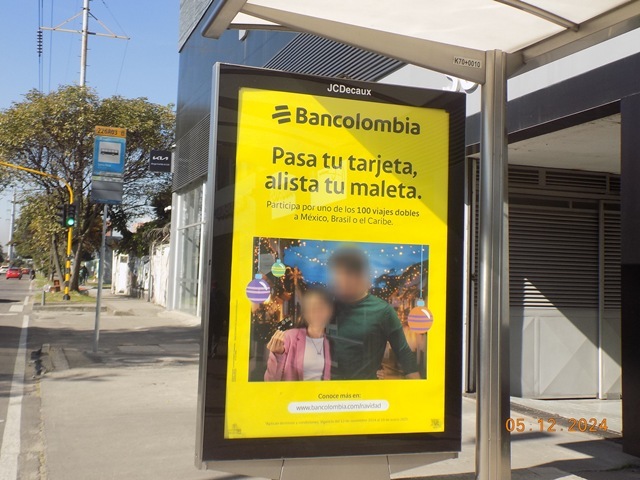 K70+0010
JCDecaux
Bancolombia
Pasa tu tarjeta,
alista tu maleta.
Participa por uno de los 100 viajes dobles
a México, Brasil o el Caribe.
Conoce más en:
www.bancolombia.com/navidad
KIA
05.12.2024